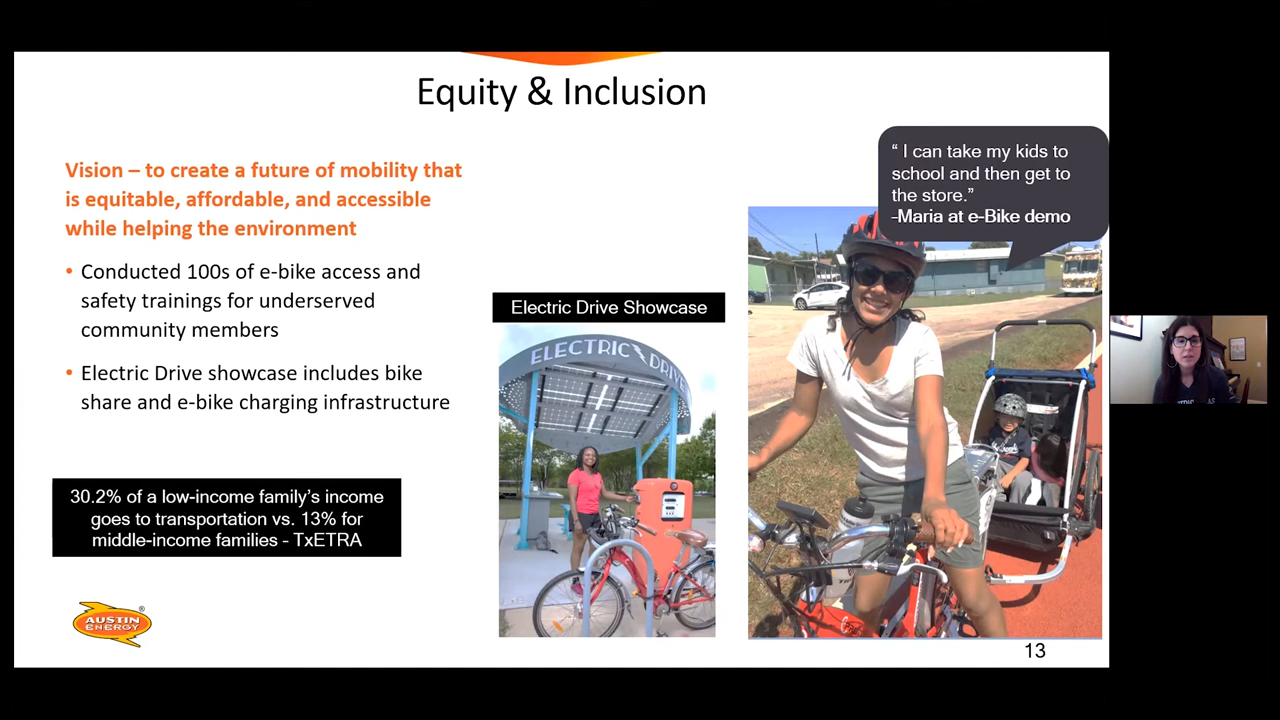 Equity & Inclusion
Vision – to create a future of mobility that
is equitable, affordable, and accessible
while helping the environment
• Conducted 100s of e-bike access and
safety trainings for underserved
community members
• Electric Drive showcase includes bike
share and e-bike charging infrastructure
30.2% of a low-income family's income
goes to transportation vs. 13% for
middle-income families - TxETRA
AUSTIN
ENERGY
®
Electric Drive Showcase
ELECTRIC DRIVE
“ I can take my kids to
school and then get to
the store.”
-Maria at e-Bike demo
13